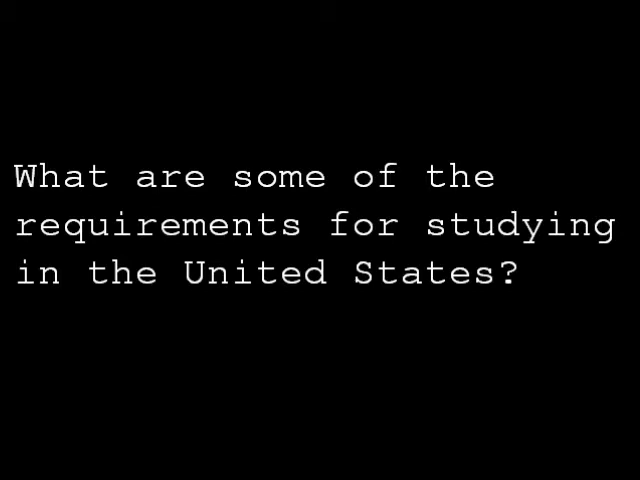 What are some of the
requirements for studying
in the United States?